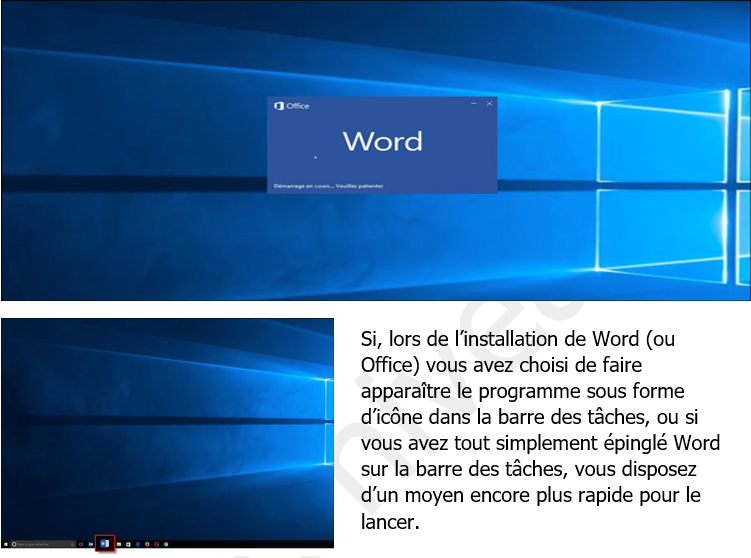 Office
Word
Démarrage en cours... Veuillez patienter
Si, lors de l'installation de Word (ou
Office) vous avez choisi de faire
apparaître le programme sous forme
d'icône dans la barre des tâches, ou si
vous avez tout simplement épinglé Word
sur la barre des tâches, vous disposez
d'un moyen encore plus rapide pour le
lancer.